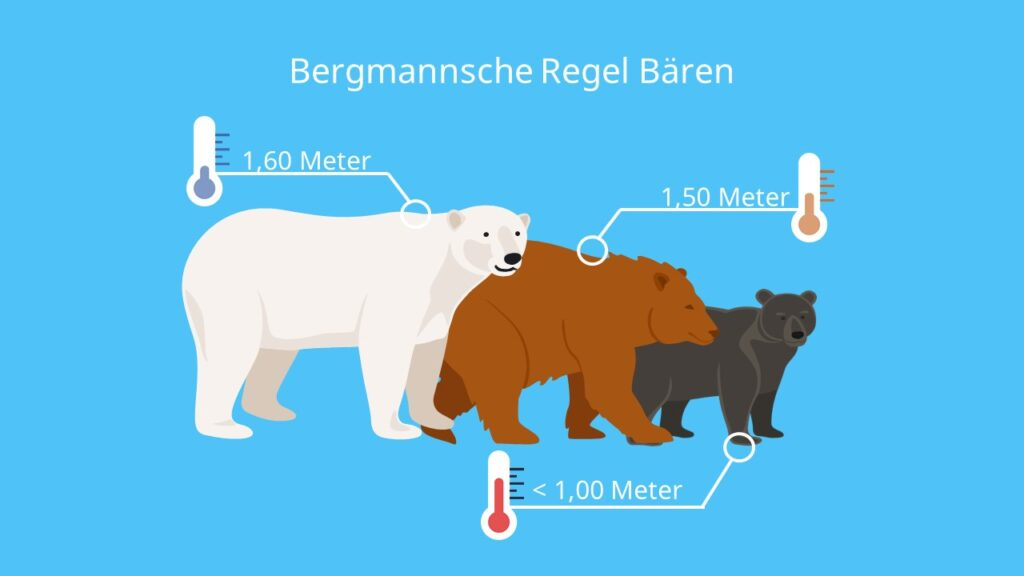 Bergmannsche Regel Bären
1,60 Meter
1,50 Meter
< 1,00 Meter